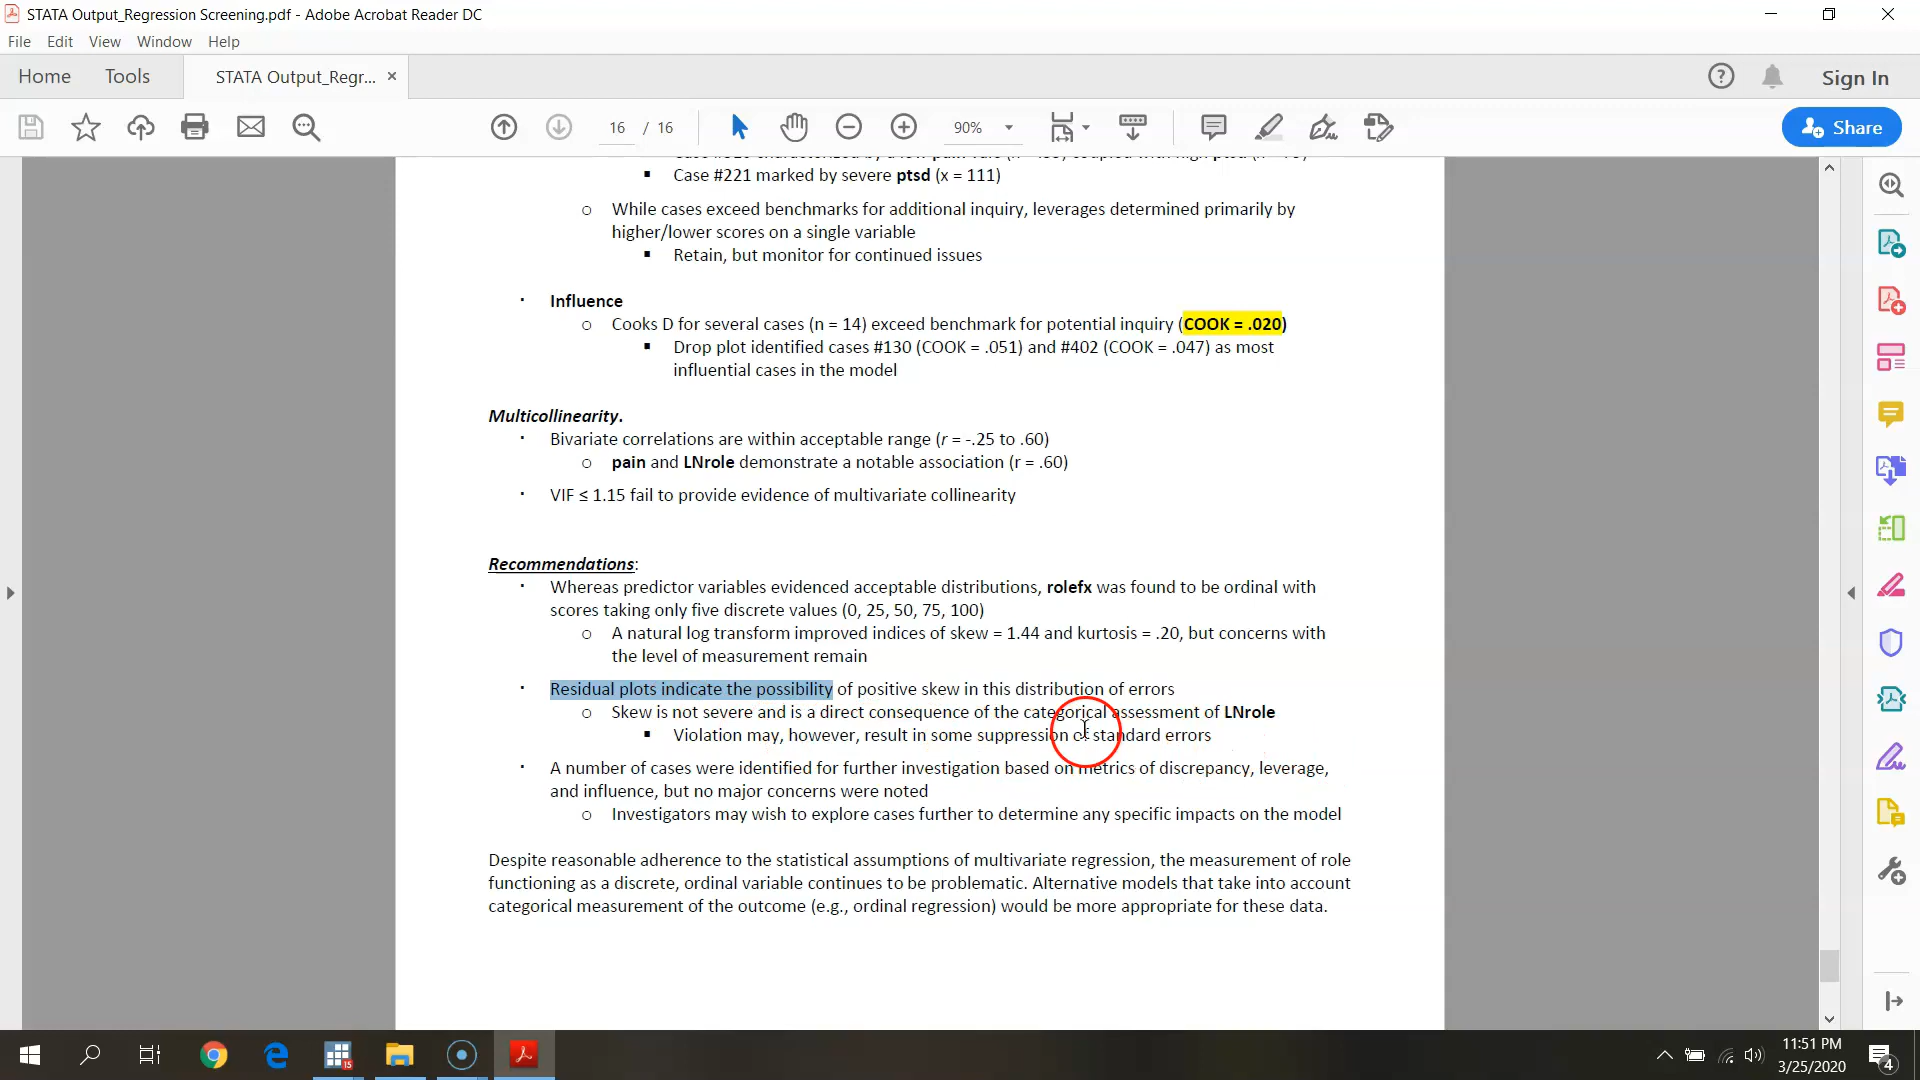 STATA Output_Regression Screening.pdf - Adobe Acrobat Reader DC
File Edit View Window Help
Home Tools STATA Output_Regr... × Sign In
16 / 16 90% Share
▪ Case #221 marked by severe ptsd (x = 111)
o While cases exceed benchmarks for additional inquiry, leverages determined primarily by
higher/lower scores on a single variable
▪ Retain, but monitor for continued issues
· Influence
o Cooks D for several cases (n = 14) exceed benchmark for potential inquiry (COOK = .020)
▪ Drop plot identified cases #130 (COOK = .051) and #402 (COOK = .047) as most
influential cases in the model
Multicollinearity.
· Bivariate correlations are within acceptable range (r = -.25 to .60)
o pain and LNrole demonstrate a notable association (r = .60)
· VIF ≤ 1.15 fail to provide evidence of multivariate collinearity
Recommendations:
· Whereas predictor variables evidenced acceptable distributions, rolefx was found to be ordinal with
scores taking only five discrete values (0, 25, 50, 75, 100)
o A natural log transform improved indices of skew = 1.44 and kurtosis = .20, but concerns with
the level of measurement remain
· Residual plots indicate the possibility of positive skew in this distribution of errors
o Skew is not severe and is a direct consequence of the categorical assessment of LNrole
▪ Violation may, however, result in some suppression of standard errors
· A number of cases were identified for further investigation based on metrics of discrepancy, leverage,
and influence, but no major concerns were noted
o Investigators may wish to explore cases further to determine any specific impacts on the model
Despite reasonable adherence to the statistical assumptions of multivariate regression, the measurement of role
functioning as a discrete, ordinal variable continues to be problematic. Alternative models that take into account
categorical measurement of the outcome (e.g., ordinal regression) would be more appropriate for these data.
15
11:51 PM
3/25/2020
4